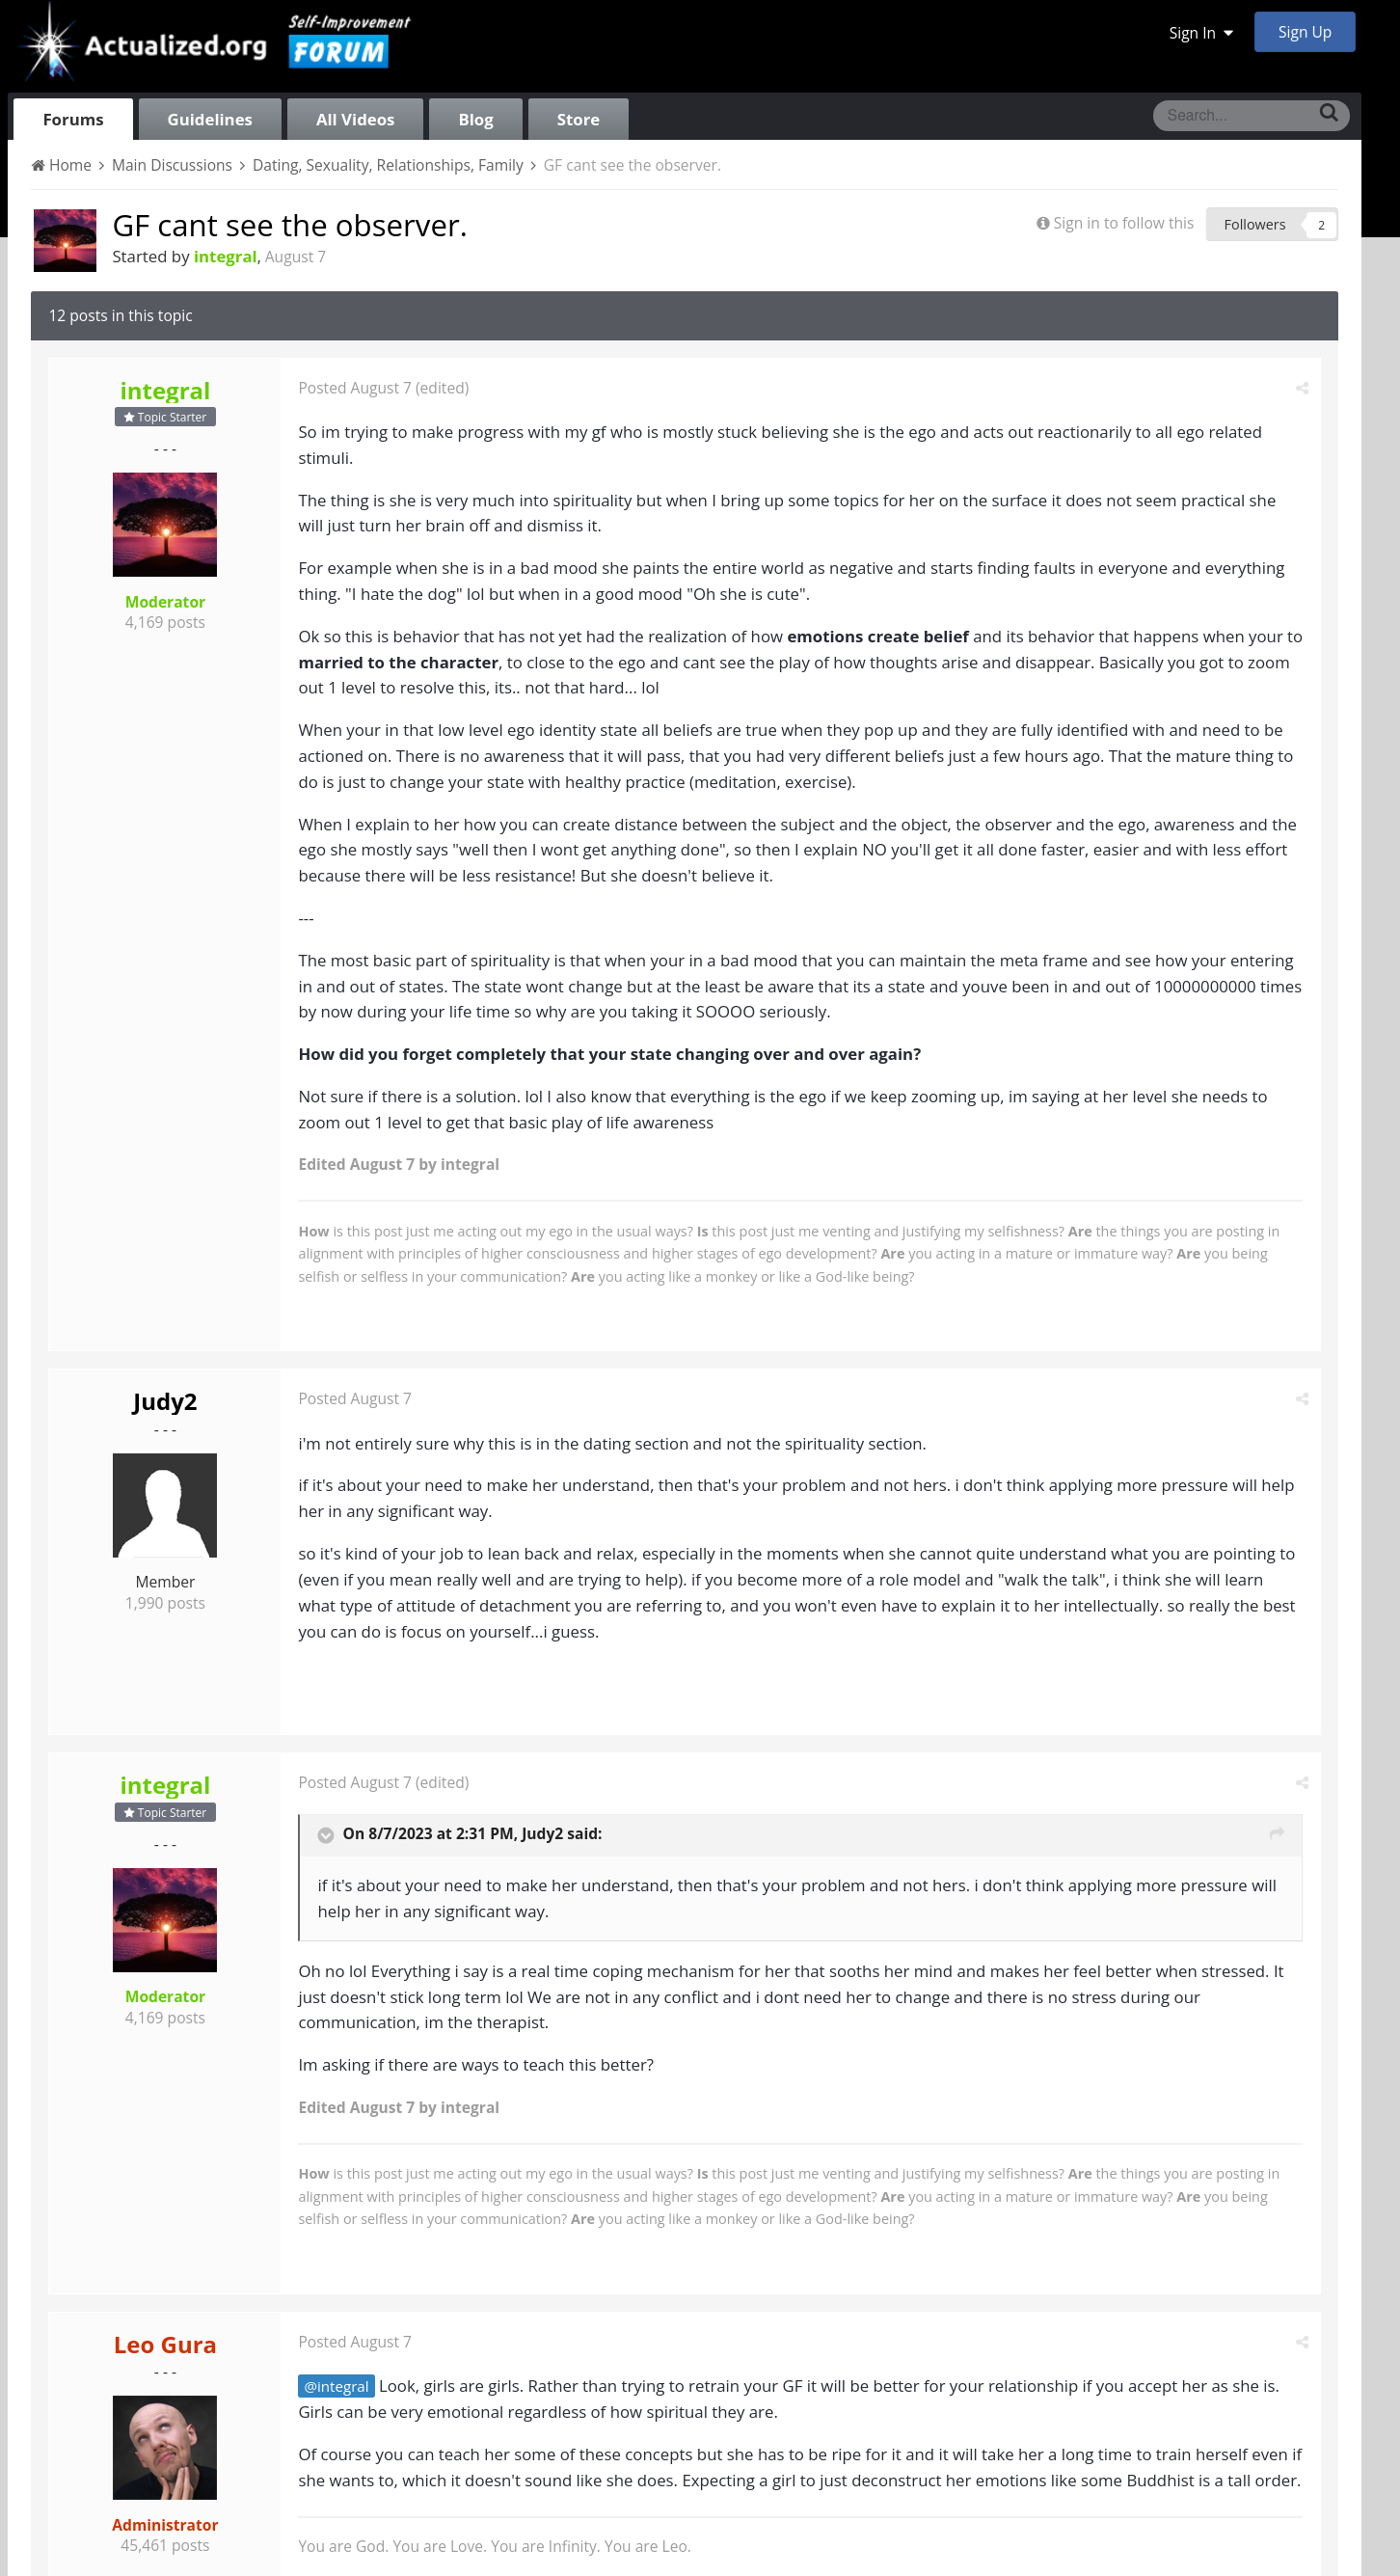 Actualized.org
Self-Improvement
FORUM
Sign In
Sign Up
Forums
Guidelines
All Videos
Blog
Store
Search...
Home > Main Discussions > Dating, Sexuality, Relationships, Family > GF cant see the observer.
GF cant see the observer.
Started by integral, August 7
Sign in to follow this
Followers 2
12 posts in this topic
integral
Topic Starter
- - -
Moderator
4,169 posts
Posted August 7 (edited)
So im trying to make progress with my gf who is mostly stuck believing she is the ego and acts out reactionarily to all ego related
stimuli.
The thing is she is very much into spirituality but when I bring up some topics for her on the surface it does not seem practical she
will just turn her brain off and dismiss it.
For example when she is in a bad mood she paints the entire world as negative and starts finding faults in everyone and everything
thing. "I hate the dog" lol but when in a good mood "Oh she is cute".
Ok so this is behavior that has not yet had the realization of how emotions create belief and its behavior that happens when your to
married to the character, to close to the ego and cant see the play of how thoughts arise and disappear. Basically you got to zoom
out 1 level to resolve this, its.. not that hard... lol
When your in that low level ego identity state all beliefs are true when they pop up and they are fully identified with and need to be
actioned on. There is no awareness that it will pass, that you had very different beliefs just a few hours ago. That the mature thing to
do is just to change your state with healthy practice (meditation, exercise).
When I explain to her how you can create distance between the subject and the object, the observer and the ego, awareness and the
ego she mostly says "well then I wont get anything done", so then I explain NO you'll get it all done faster, easier and with less effort
because there will be less resistance! But she doesn't believe it.
---
The most basic part of spirituality is that when your in a bad mood that you can maintain the meta frame and see how your entering
in and out of states. The state wont change but at the least be aware that its a state and youve been in and out of 10000000000 times
by now during your life time so why are you taking it SOOOO seriously.
How did you forget completely that your state changing over and over again?
Not sure if there is a solution. lol I also know that everything is the ego if we keep zooming up, im saying at her level she needs to
zoom out 1 level to get that basic play of life awareness
Edited August 7 by integral
How is this post just me acting out my ego in the usual ways? Is this post just me venting and justifying my selfishness? Are the things you are posting in
alignment with principles of higher consciousness and higher stages of ego development? Are you acting in a mature or immature way? Are you being
selfish or selfless in your communication? Are you acting like a monkey or like a God-like being?
Judy2
- - -
Member
1,990 posts
Posted August 7
i'm not entirely sure why this is in the dating section and not the spirituality section.
if it's about your need to make her understand, then that's your problem and not hers. i don't think applying more pressure will help
her in any significant way.
so it's kind of your job to lean back and relax, especially in the moments when she cannot quite understand what you are pointing to
(even if you mean really well and are trying to help). if you become more of a role model and "walk the talk", i think she will learn
what type of attitude of detachment you are referring to, and you won't even have to explain it to her intellectually. so really the best
you can do is focus on yourself...i guess.
integral
Topic Starter
- - -
Moderator
4,169 posts
Posted August 7 (edited)
On 8/7/2023 at 2:31 PM, Judy2 said:
if it's about your need to make her understand, then that's your problem and not hers. i don't think applying more pressure will
help her in any significant way.
Oh no lol Everything i say is a real time coping mechanism for her that sooths her mind and makes her feel better when stressed. It
just doesn't stick long term lol We are not in any conflict and i dont need her to change and there is no stress during our
communication, im the therapist.
Im asking if there are ways to teach this better?
Edited August 7 by integral
How is this post just me acting out my ego in the usual ways? Is this post just me venting and justifying my selfishness? Are the things you are posting in
alignment with principles of higher consciousness and higher stages of ego development? Are you acting in a mature or immature way? Are you being
selfish or selfless in your communication? Are you acting like a monkey or like a God-like being?
Leo Gura
- - -
Administrator
45,461 posts
Posted August 7
@integral Look, girls are girls. Rather than trying to retrain your GF it will be better for your relationship if you accept her as she is.
Girls can be very emotional regardless of how spiritual they are.
Of course you can teach her some of these concepts but she has to be ripe for it and it will take her a long time to train herself even if
she wants to, which it doesn't sound like she does. Expecting a girl to just deconstruct her emotions like some Buddhist is a tall order.
You are God. You are Love. You are Infinity. You are Leo.